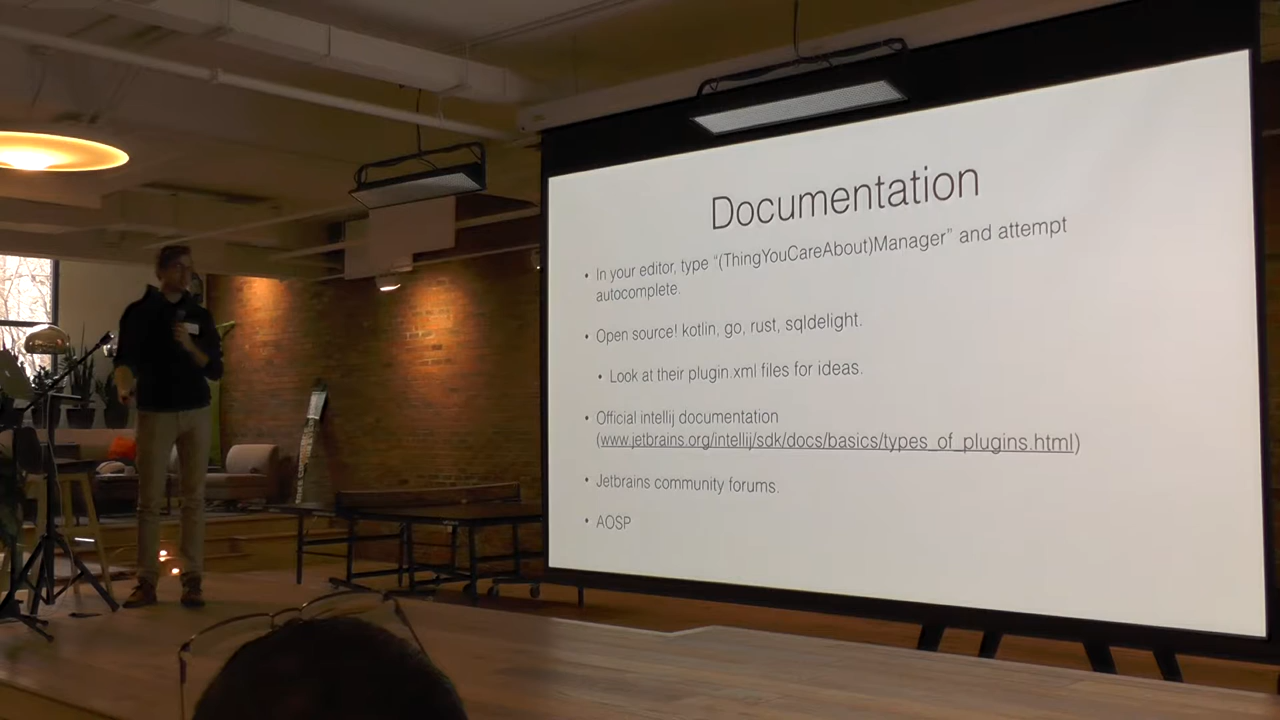 Documentation
• In your editor, type “(ThingYouCareAbout)Manager” and attempt
autocomplete.
• Open source! kotlin, go, rust, sqldelight.
• Look at their plugin.xml files for ideas.
• Official intellij documentation
(www.jetbrains.org/intellij/sdk/docs/basics/types_of_plugins.html)
• Jetbrains community forums.
• AOSP